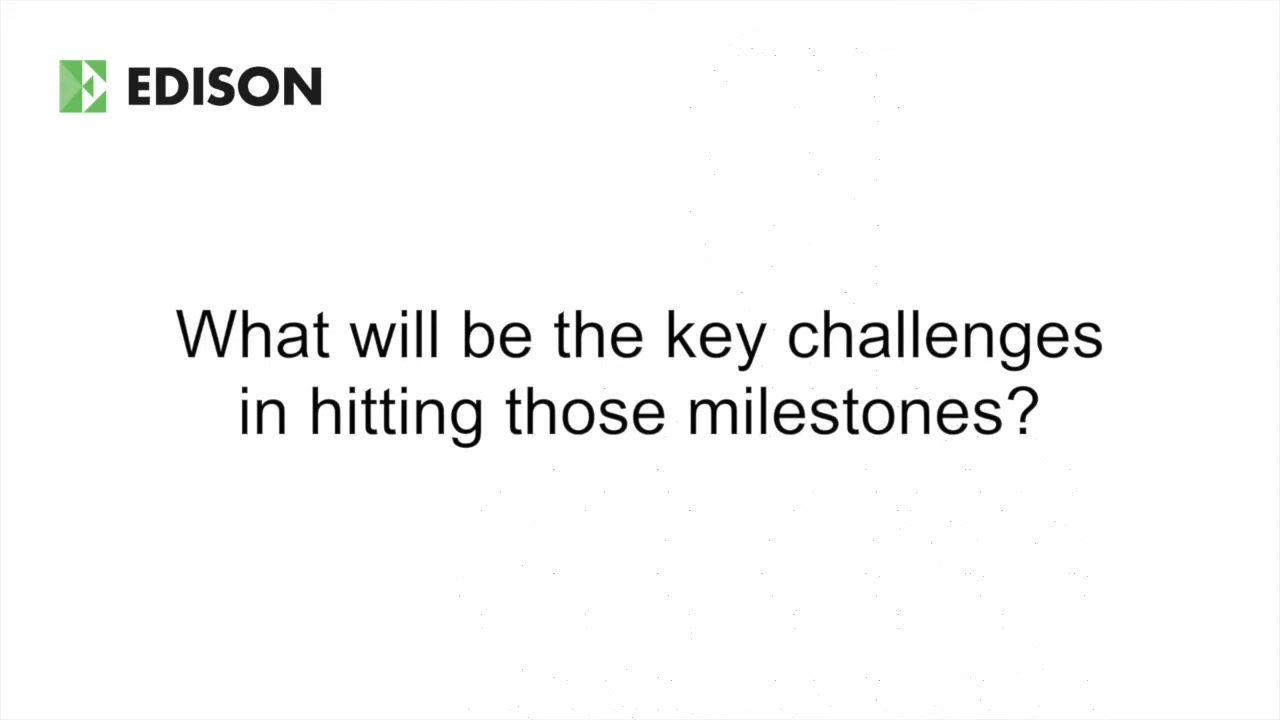 EDISON
What will be the key challenges
in hitting those milestones?